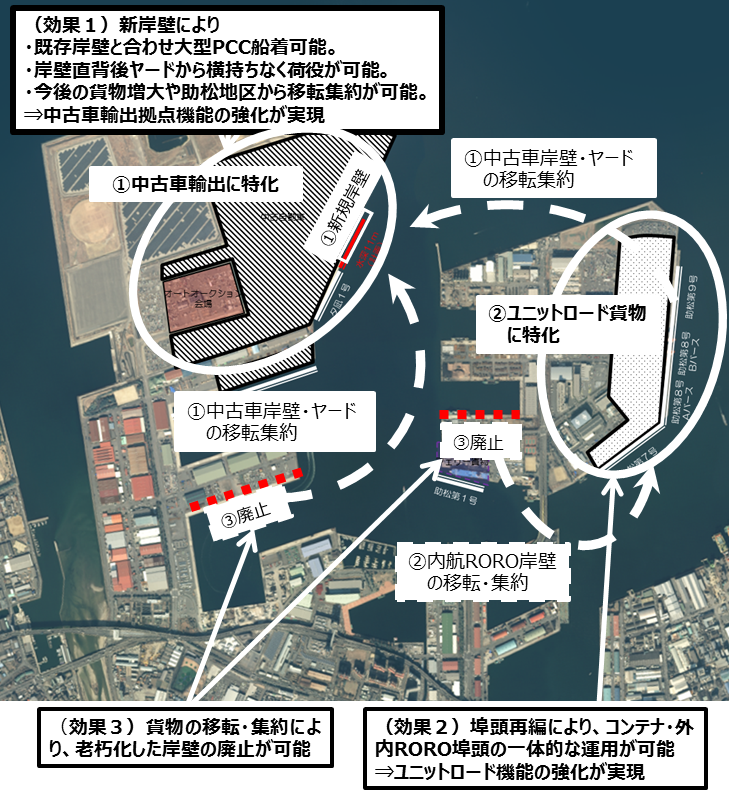 （効果１）新岸壁により
・既存岸壁と合わせ大型PCC船着可能。
・岸壁直背後ヤードから横持ちなく荷役が可能。
・今後の貨物増大や助松地区から移転集約が可能。
⇒中古車輸出拠点機能の強化が実現
①中古車輸出に特化
①新規岸壁
オートオークション
会場
夕凪1号
①中古車岸壁・ヤード
の移転集約
②ユニットロード貨物
に特化
助松第9号
助松第8号
Bバース
助松第8号
Aバース
松第7号
①中古車岸壁・ヤード
の移転集約
③廃止
助松第1号
③廃止
②内航RORO岸壁
の移転・集約
（効果３）貨物の移転・集約によ
り、老朽化した岸壁の廃止が可能
（効果２）埠頭再編により、コンテナ・外
内RORO埠頭の一体的な運用が可能
⇒ユニットロード機能の強化が実現